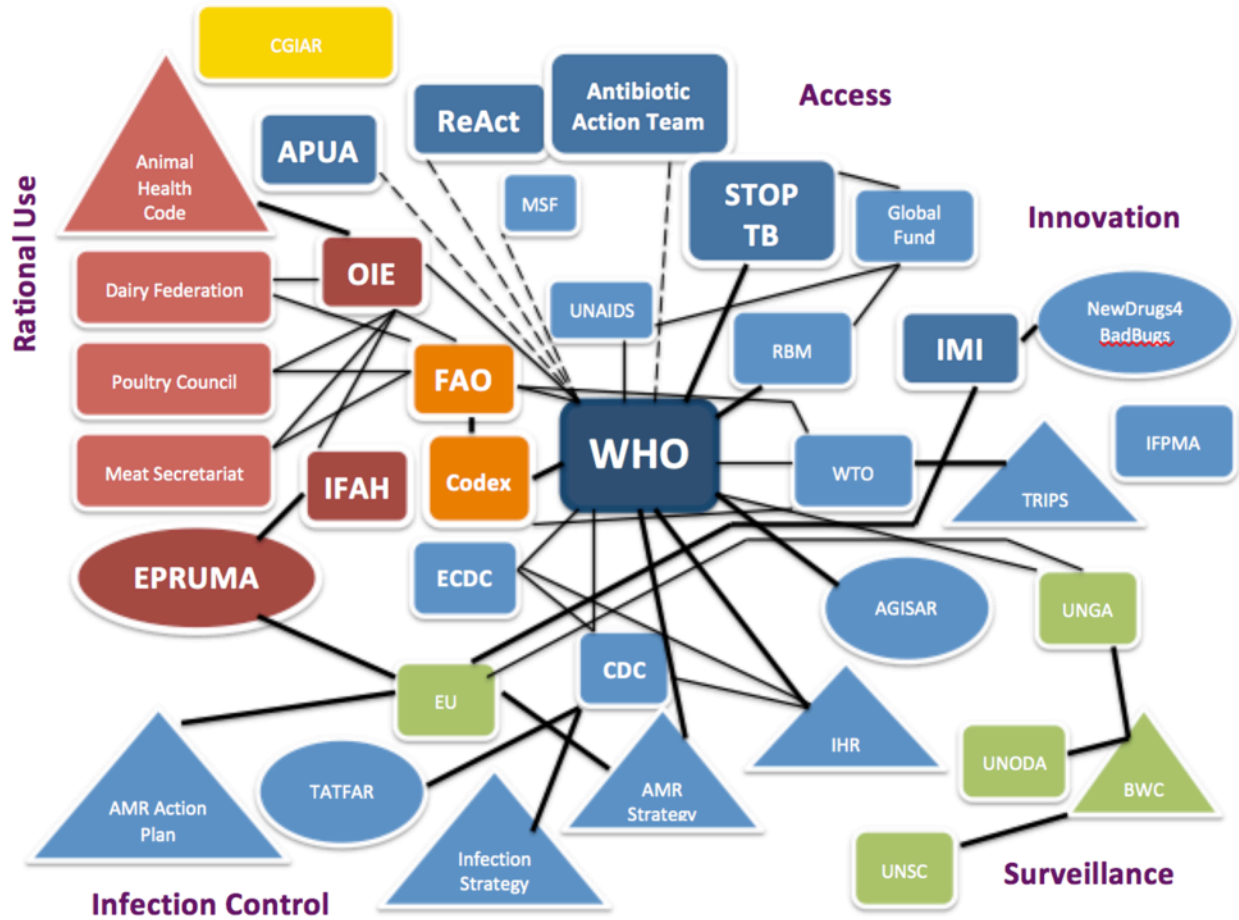 CGIAR
Antibiotic
Action Team
Access
ReAct
APUA
Animal
Health
Code
MSF
STOP
TB
Global
Fund
Innovation
Rational Use
OIE
Dairy Federation
UNAIDS
NewDrugs4
BadBugs
RBM
IMI
Poultry Council
FAO
WHO
IFPMA
Meat Secretariat
IFAH
Codex
WTO
TRIPS
EPRUMA
ECDC
AGISAR
UNGA
CDC
EU
IHR
UNODA
BWC
AMR Action
Plan
TATFAR
AMR
Strategy
Infection
Strategy
UNSC
Surveillance
Infection Control